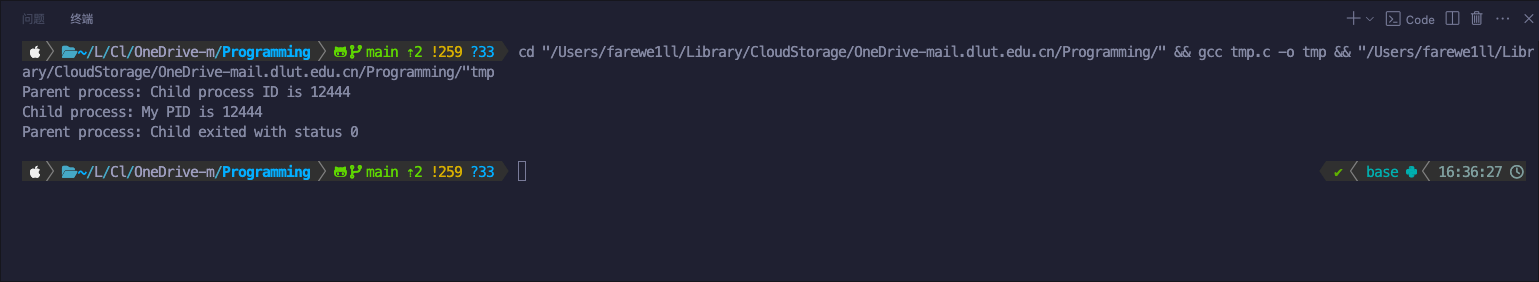 问题 终端
Code
~/L/Cl/OneDrive-m/Programming main ↑2 !259 ?33 cd "/Users/farewe1ll/Library/CloudStorage/OneDrive-mail.dlut.edu.cn/Programming/" && gcc tmp.c -o tmp && "/Users/farewe1ll/Libr
ary/CloudStorage/OneDrive-mail.dlut.edu.cn/Programming/"tmp
Parent process: Child process ID is 12444
Child process: My PID is 12444
Parent process: Child exited with status 0
~/L/Cl/OneDrive-m/Programming main ↑2 !259 ?33 ✔ base 16:36:27